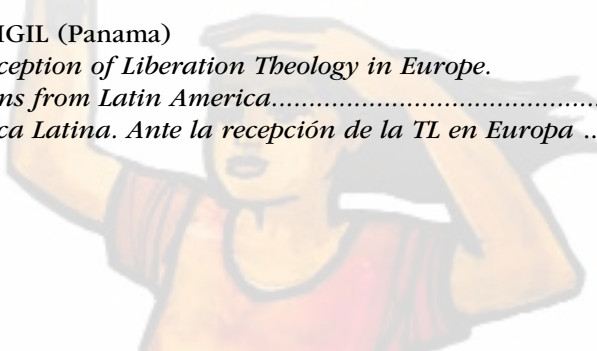 IGIL (Panama)
ception of Liberation Theology in Europe.
ns from Latin America.......................................................
ca Latina. Ante la recepción de la TL en Europa ..